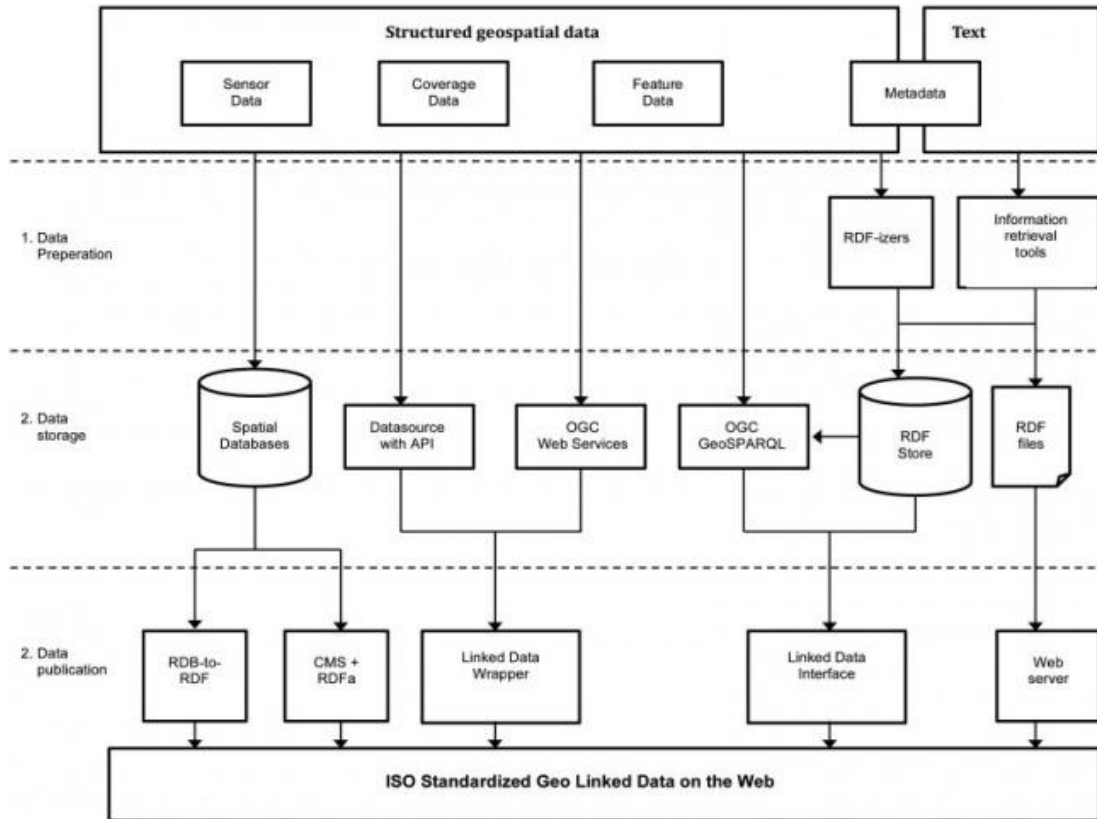 Structured geospatial data
Text
Sensor
Data
Coverage
Data
Feature
Data
Metadata
1. Data
Preperation
RDF-izers
Information
retrieval
tools
2. Data
storage
Spatial
Databases
Datasource
with API
OGC
Web Services
OGC
GeoSPARQL
RDF
Store
RDF
files
2. Data
publication
RDB-to-
RDF
CMS +
RDFa
Linked Data
Wrapper
Linked Data
Interface
Web
server
ISO Standardized Geo Linked Data on the Web